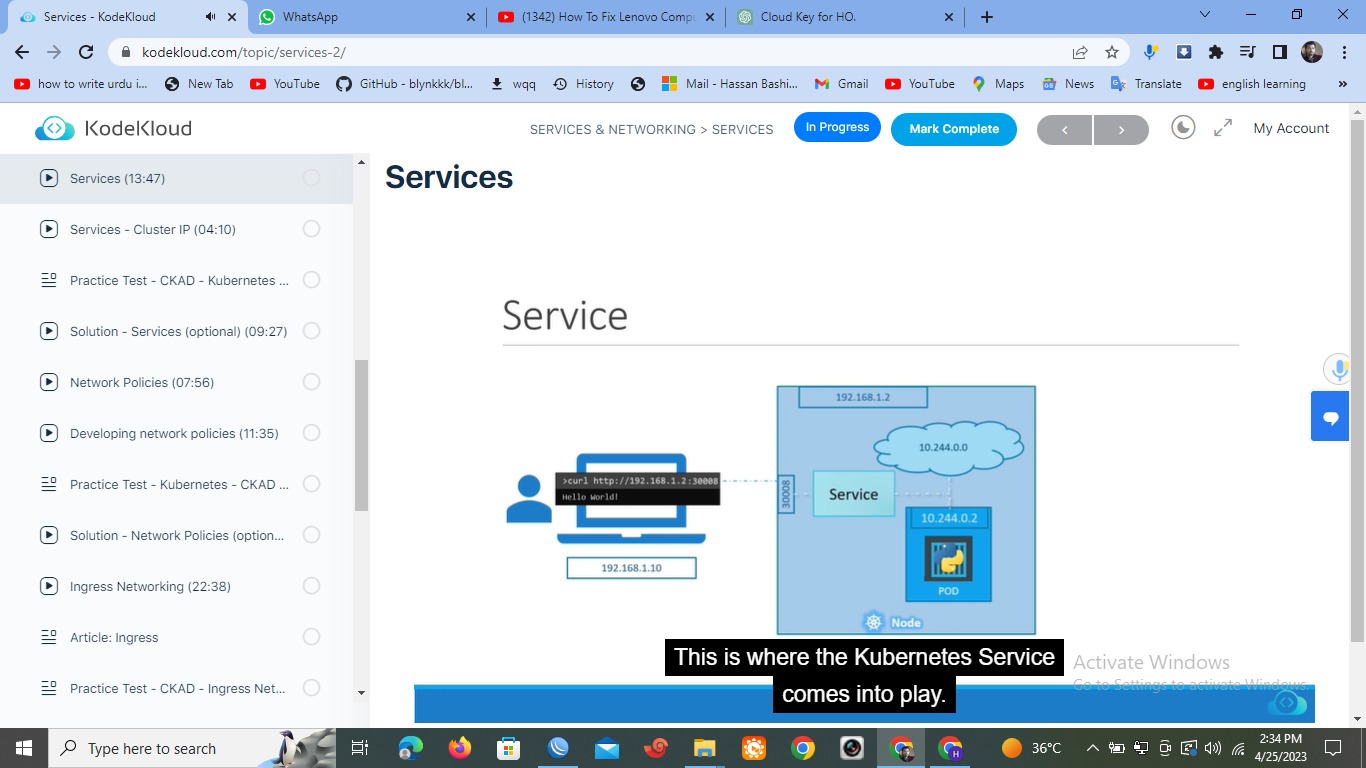 Services - KodeKloud
WhatsApp
(1342) How To Fix Lenovo Compu
Cloud Key for HO.
kodekloud.com/topic/services-2/
how to write urdu i...
New Tab
YouTube
GitHub - blynkkk/bl...
wqq
History
Mail - Hassan Bashi...
Gmail
YouTube
Maps
News
Translate
english learning
»
KodeKloud
SERVICES & NETWORKING > SERVICES
In Progress
Mark Complete
My Account
Services (13:47)
Services - Cluster IP (04:10)
Practice Test - CKAD - Kubernetes ...
Solution - Services (optional) (09:27)
Network Policies (07:56)
Developing network policies (11:35)
Practice Test - Kubernetes - CKAD ...
Solution - Network Policies (option...
Ingress Networking (22:38)
Article: Ingress
Practice Test - CKAD - Ingress Net...
Services
Service
192.168.1.2
10.244.0.0
>curl http://192.168.1.2:30008
Hello World!
30008
Service
10.244.0.2
POD
192.168.1.10
Node
This is where the Kubernetes Service
comes into play.
Activate Windows
Go to Settings to activate Windows.
Type here to search
36°C
2:34 PM
4/25/2023